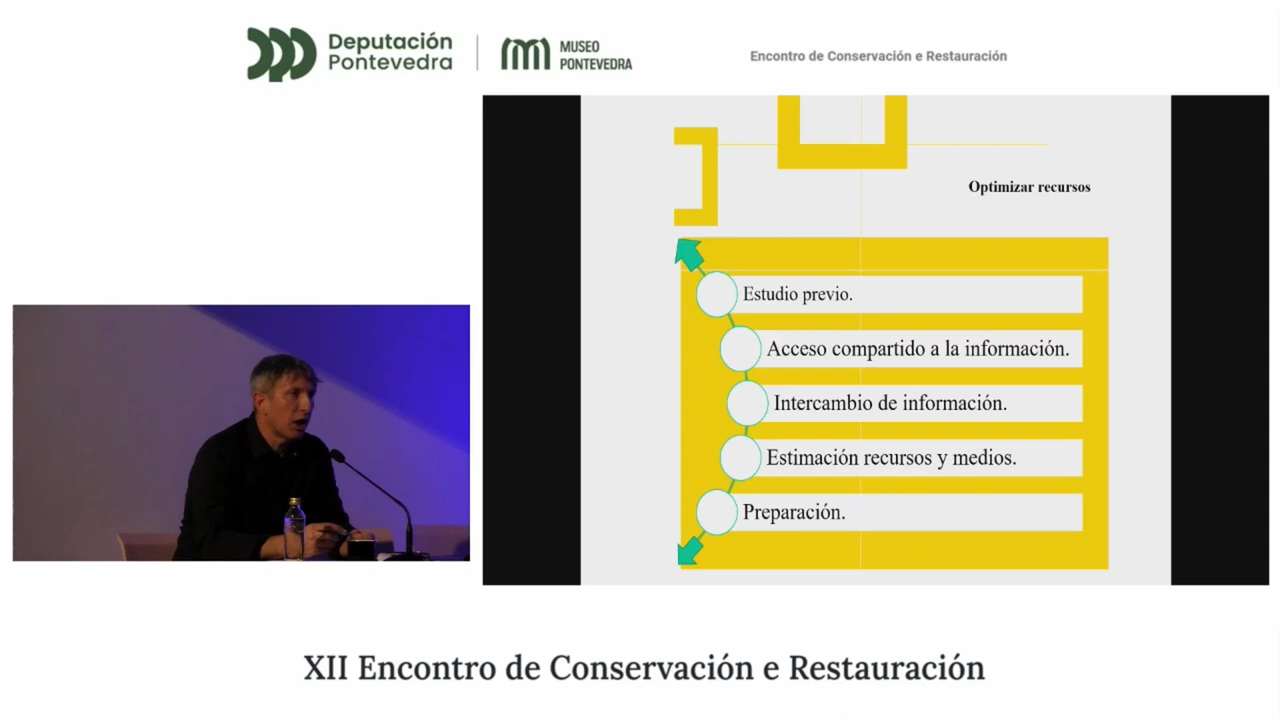 Deputación
Pontevedra
MUSEO
PONTEVEDRA
Encontro de Conservación e Restauración
Optimizar recursos
Estudio previo.
Acceso compartido a la información.
Intercambio de información.
Estimación recursos y medios.
Preparación.
XII Encontro de Conservación e Restauración